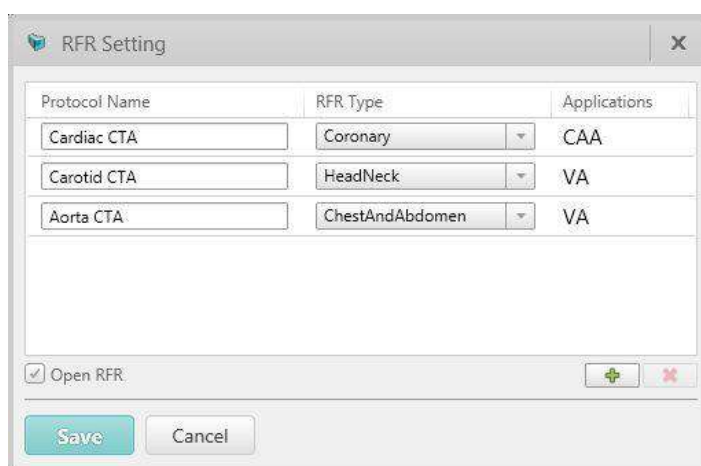 RFR Setting
Protocol Name RFR Type Applications
Cardiac CTA Coronary CAA
Carotid CTA HeadNeck VA
Aorta CTA ChestAndAbdomen VA
Open RFR
Save Cancel